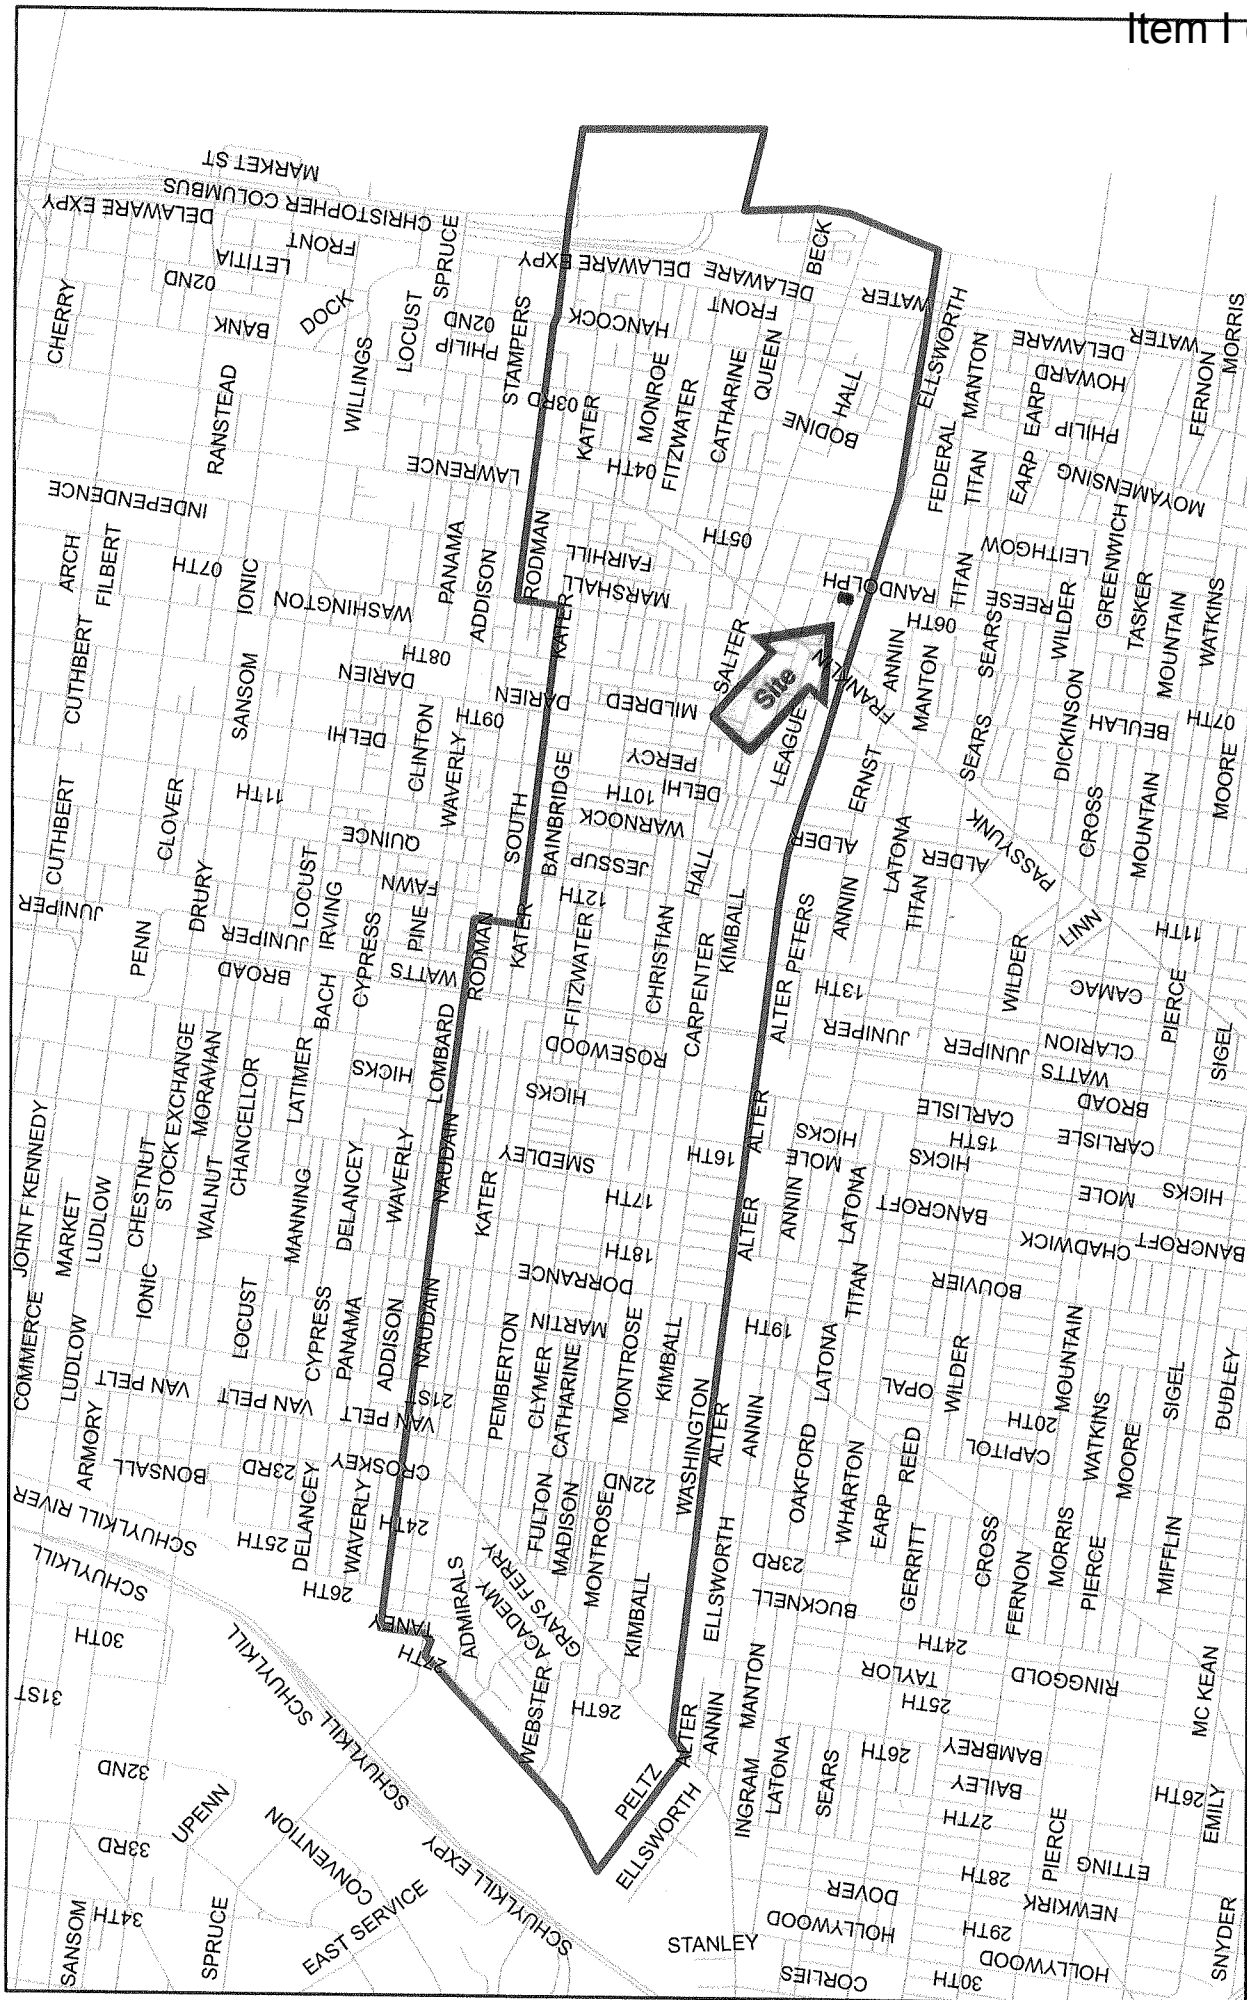 Item I
MARKET ST
CHRISTOPHER COLUMBUS
DELAWARE EXPY
FRONT
LETITIA
02ND
SPRUCE
CHERRY
BANK
DOCK
LOCUST
02ND
PHILIP
STAMPERS
DELAWARE EXPY
DELAWARE
DELAWARE
BECK
WATER
FRONT
HANCOCK
WILLINGS
RANSTEAD
03RD
KATER
MONROE
FITZWATER
CATHARINE
QUEEN
HALL
BODINE
ELLSWORTH
MANTON
DELAWARE
WATER
MORRIS
HOWARD
EARP
PHILIP
FERNON
LAWRENCE
04TH
FEDERAL
TITAN
EARP
MOYAMENSING
INDEPENDENCE
ARCH
FILBERT
07TH
IONIC
WASHINGTON
PANAMA
ADDISON
RODMAN
FAIRHILL
MARSHALL
05TH
RANDOLPH
TITAN
LEITHGOW
GREENWICH
REESE
WILDER
TASKER
MOUNTAIN
WATKINS
CUTHBERT
SANSOM
08TH
DARIEN
KATER
SALTER
Site
FRANKLIN
ANNIN
06TH
MANTON
SEARS
DARIEN
MILDRED
09TH
DELHI
CLINTON
WAVERLY
PERCY
LEAGUE
SEARS
DICKINSON
BEULAH
07TH
MOORE
CUTHBERT
CLOVER
11TH
QUINCE
SOUTH
BAINBRIDGE
DELHI
10TH
WARNOCK
ERNST
ALDER
LATONA
ALDER
PASSYUNK
CROSS
MOUNTAIN
JUNIPER
DRURY
LOCUST
FAWN
JESSUP
12TH
HALL
KIMBALL
PETERS
ANNIN
TITAN
LINN
11TH
PENN
JUNIPER
BROAD
IRVING
CYPRESS
PINE
WATTS
RODMAN
KATER
FITZWATER
CHRISTIAN
CARPENTER
ALTER
13TH
WILDER
CAMAC
PIERCE
BACH
LOMBARD
ROSEWOOD
JUNIPER
JUNIPER
CLARION
WATTS
SIGEL
STOCK EXCHANGE
MORAVIAN
CHANCELLOR
LATIMER
HICKS
HICKS
ALTER
HICKS
CARLISLE
BROAD
JOHN F KENNEDY
MARKET
LUDLOW
CHESTNUT
WALNUT
MANNING
DELANCEY
WAVERLY
NAUDAIN
SMEDLEY
16TH
MOLE
15TH
HICKS
CARLISLE
KATER
17TH
ALTER
ANNIN
LATONA
BANCROFT
MOLE
HICKS
IONIC
18TH
DORRANCE
CHADWICK
BANCROFT
COMMERCE
LUDLOW
LOCUST
CYPRESS
PANAMA
ADDISON
NAUDAIN
MARTIN
MONTROSE
KIMBALL
19TH
TITAN
BOUVIER
VAN PELT
VAN PELT
VAN PELT
21ST
PEMBERTON
CLYMER
CATHARINE
WASHINGTON
ALTER
ANNIN
LATONA
OPAL
WILDER
MOUNTAIN
20TH
SIGEL
DUDLEY
ARMORY
BONSALL
23RD
CROSKEY
22ND
OAKFORD
WHARTON
REED
CAPITOL
WATKINS
MOORE
SCHUYLKILL RIVER
SCHUYLKILL
25TH
DELANCEY
WAVERLY
24TH
FULTON
MADISON
MONTROSE
ELLSWORTH
23RD
EARP
GERRITT
CROSS
MORRIS
PIERCE
MIFFLIN
SCHUYLKILL
26TH
TANEY
ADMIRALS
GRAYS FERRY
ACADEMY
KIMBALL
BUCKNELL
FERNON
30TH
27TH
WEBSTER
26TH
MANTON
24TH
TAYLOR
RINGGOLD
MC KEAN
31ST
SCHUYLKILL
SCHUYLKILL
SCHUYLKILL
ALTER
ANNIN
25TH
32ND
UPENN
PELTZ
ELLSWORTH
INGRAM
LATONA
SEARS
26TH
BAMBREY
BAILEY
26TH
EMILY
33RD
CONVENTION
SCHUYLKILL EXPY
27TH
PIERCE
ETTING
28TH
SANSOM
34TH
SPRUCE
EAST SERVICE
STANLEY
DOVER
HOLLYWOOD
NEWKIRK
29TH
HOLLYWOOD
SNYDER
CORLIES
30TH